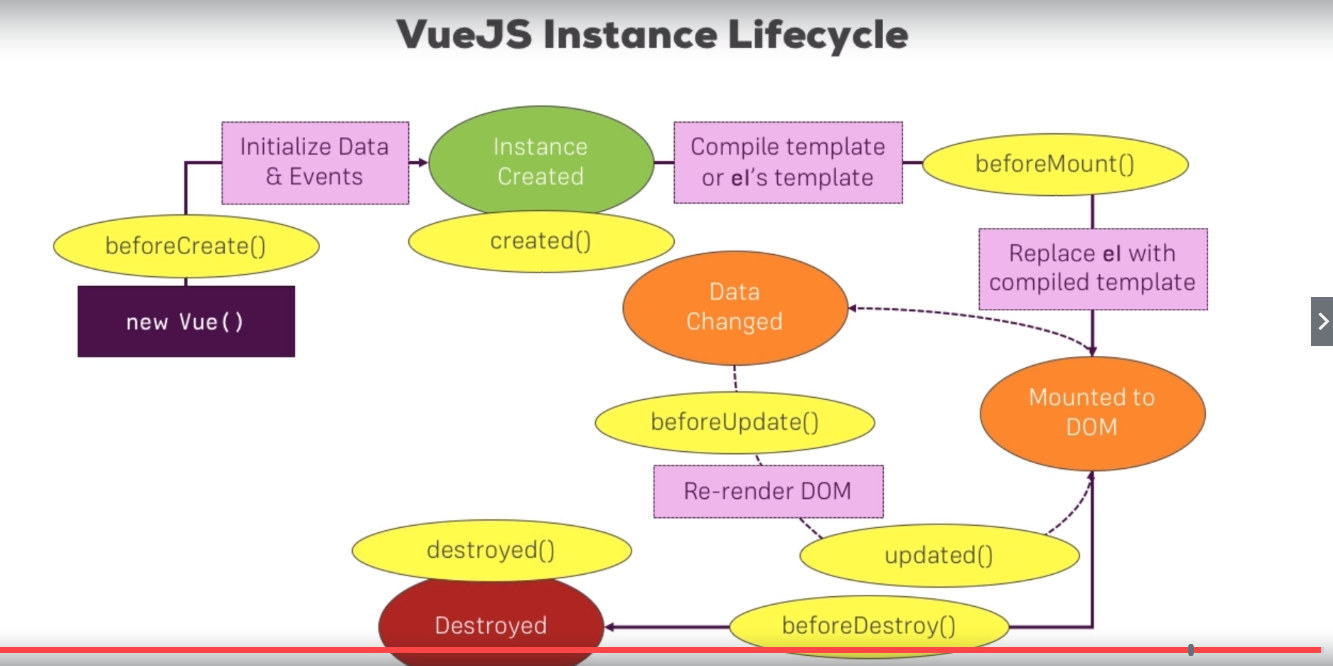 VueJS Instance Lifecycle
Initialize Data
& Events
Instance
Created
Compile template
or el's template
beforeMount()
beforeCreate()
created()
new Vue()
Replace el with
compiled template
Data
Changed
Mounted to
DOM
beforeUpdate()
Re-render DOM
updated()
destroyed()
Destroyed
beforeDestroy()